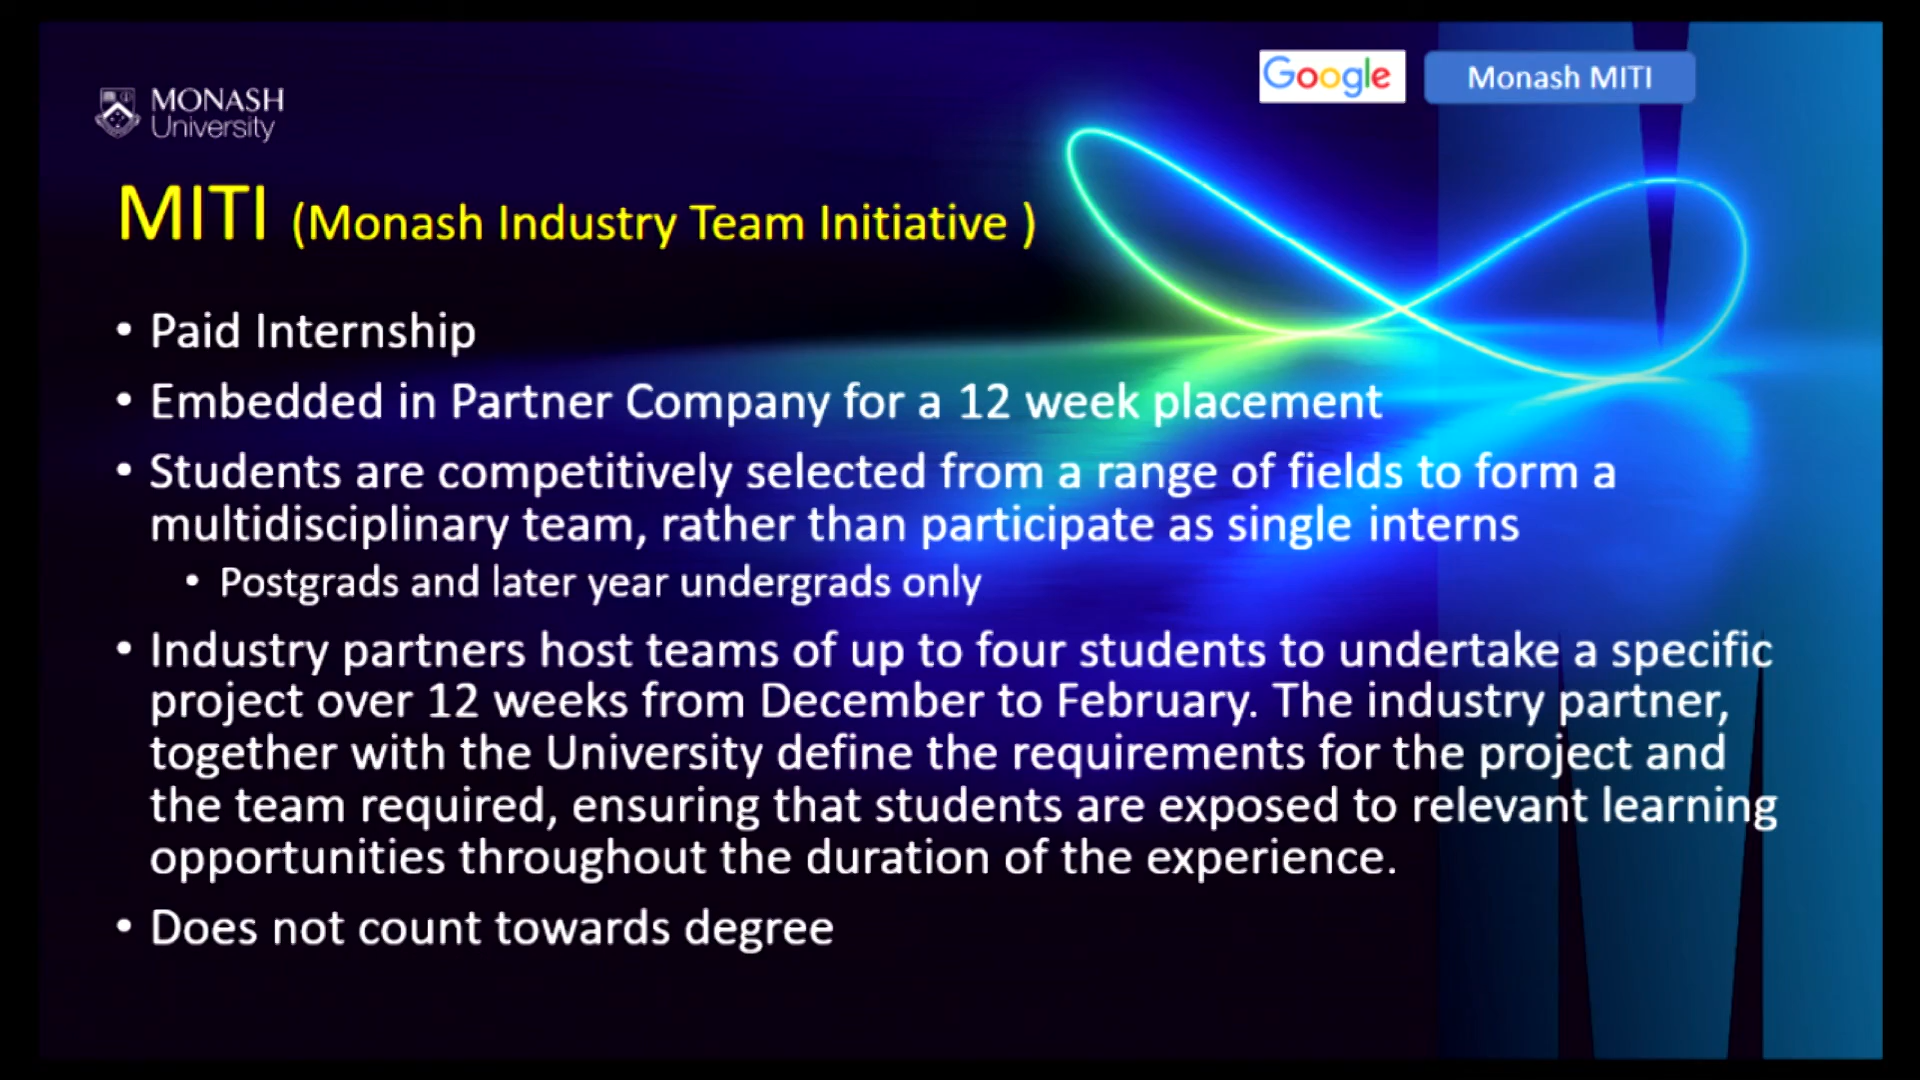 Google
Monash MITI
MONASH
University
MITI (Monash Industry Team Initiative )
• Paid Internship
• Embedded in Partner Company for a 12 week placement
• Students are competitively selected from a range of fields to form a
multidisciplinary team, rather than participate as single interns
• Postgrads and later year undergrads only
• Industry partners host teams of up to four students to undertake a specific
project over 12 weeks from December to February. The industry partner,
together with the University define the requirements for the project and
the team required, ensuring that students are exposed to relevant learning
opportunities throughout the duration of the experience.
• Does not count towards degree